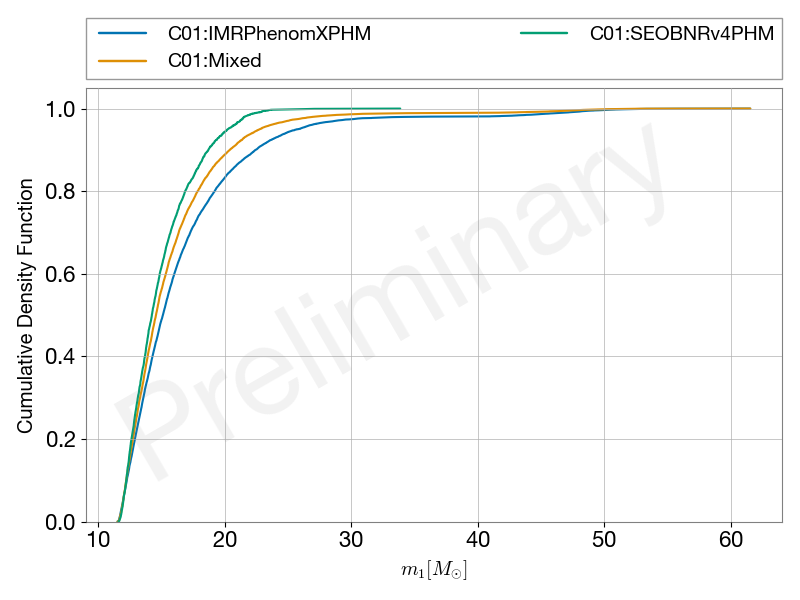 C01:IMRPhenomXPHM
C01:Mixed
C01:SEOBNRv4PHM
1.0
0.8
0.6
0.4
0.2
0.0
Cumulative Density Function
Preliminary
10 20 30 40 50 60
m₁[M☉]